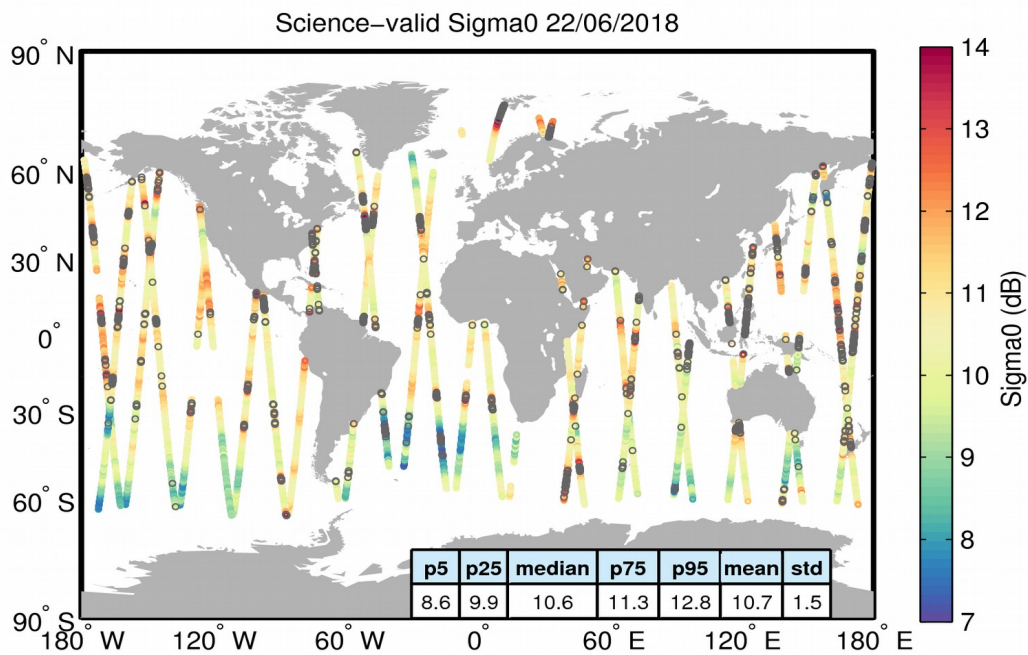 Science−valid Sigma0 22/06/2018
90° N
60° N
30° N
0°
30° S
60° S
90° S
180° W
120° W
60° W
0°
60° E
120° E
180° E
p5 p25 median p75 p95 mean std
8.6 9.9 10.6 11.3 12.8 10.7 1.5
14
13
12
11
10
9
8
7
Sigma0 (dB)